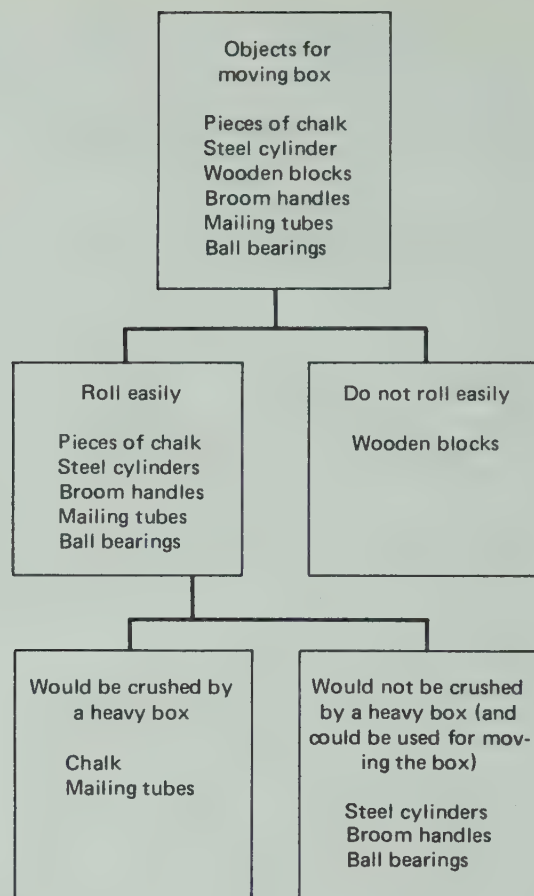 Objects for
moving box
Pieces of chalk
Steel cylinder
Wooden blocks
Broom handles
Mailing tubes
Ball bearings
Roll easily
Pieces of chalk
Steel cylinders
Broom handles
Mailing tubes
Ball bearings
Do not roll easily
Wooden blocks
Would be crushed by
a heavy box
Chalk
Mailing tubes
Would not be crushed
by a heavy box (and
could be used for mov-
ing the box)
Steel cylinders
Broom handles
Ball bearings